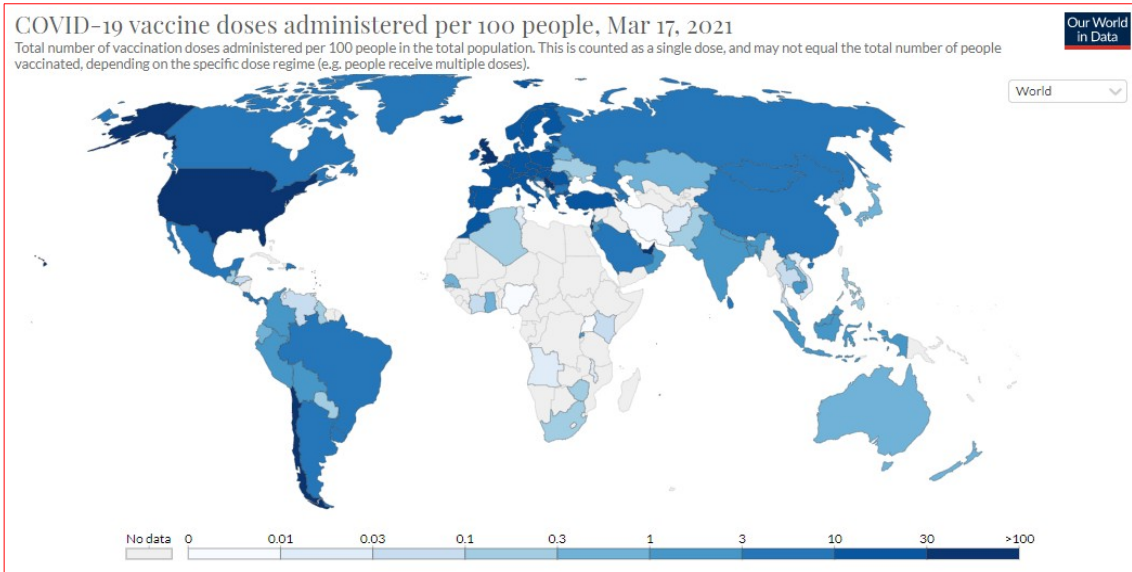 COVID-19 vaccine doses administered per 100 people, Mar 17, 2021
Total number of vaccination doses administered per 100 people in the total population. This is counted as a single dose, and may not equal the total number of people
vaccinated, depending on the specific dose regime (e.g. people receive multiple doses).
Our World
in Data
World
No data 0 0.01 0.03 0.1 0.3 1 3 10 30 >100